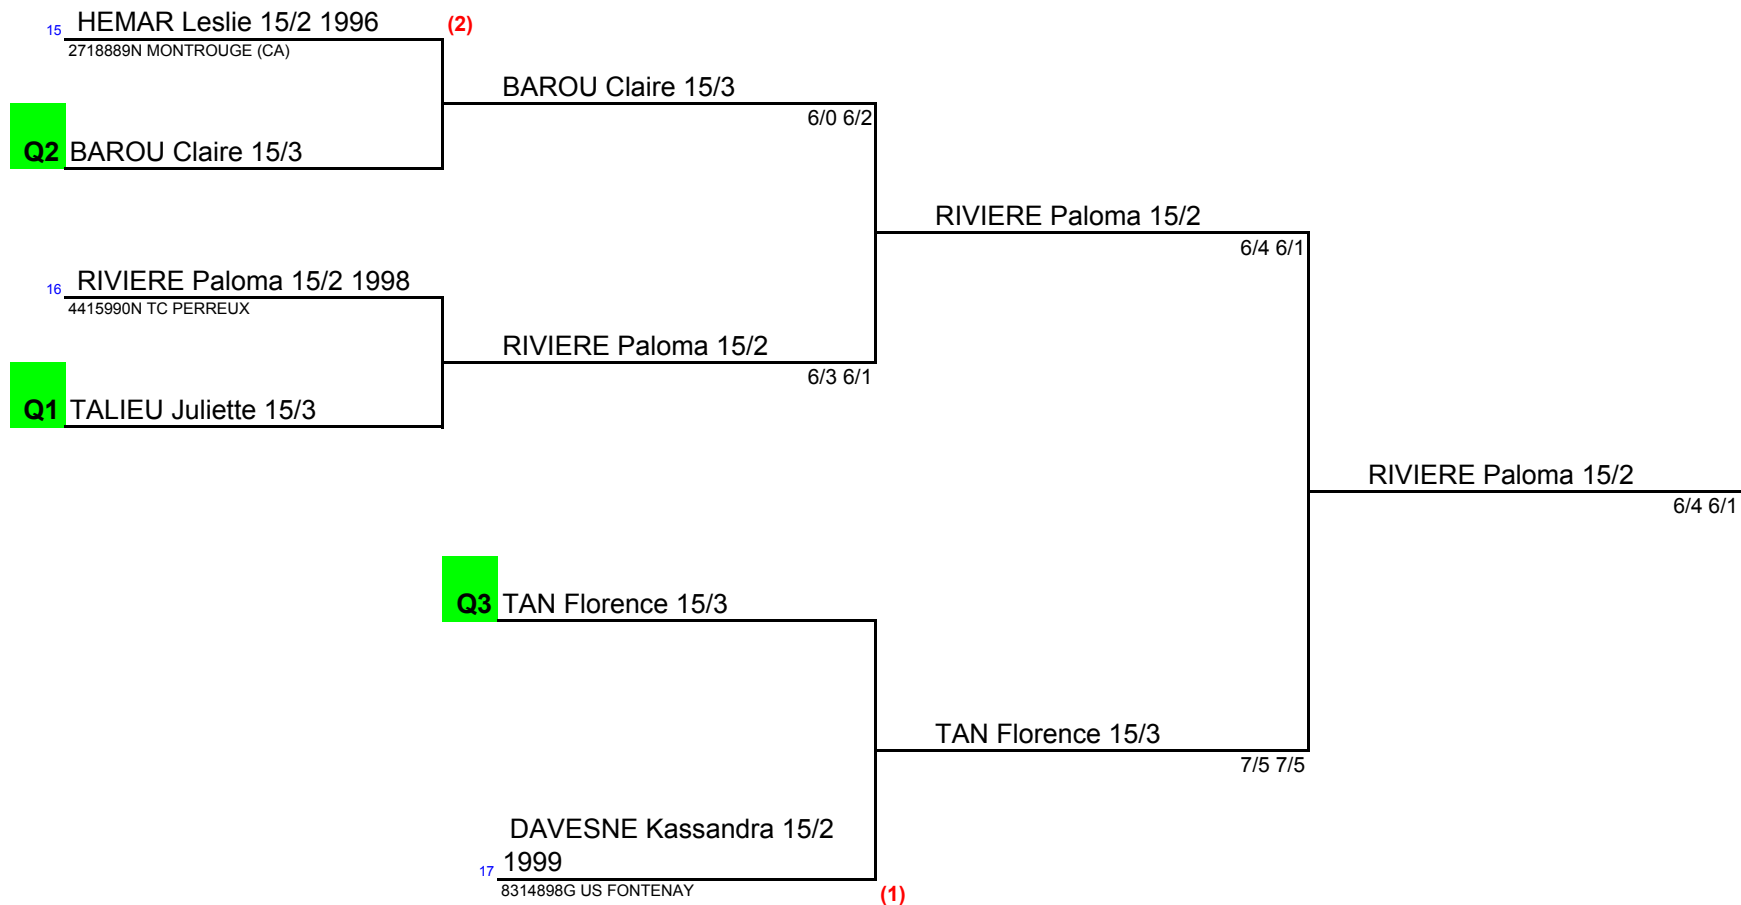 15 HEMAR Leslie 15/2 1996 (2)
2718889N MONTROUGE (CA)
BAROU Claire 15/3
6/0 6/2
Q2 BAROU Claire 15/3
RIVIERE Paloma 15/2
6/4 6/1
16 RIVIERE Paloma 15/2 1998
4415990N TC PERREUX
RIVIERE Paloma 15/2
6/3 6/1
Q1 TALIEU Juliette 15/3
RIVIERE Paloma 15/2
6/4 6/1
Q3 TAN Florence 15/3
TAN Florence 15/3
7/5 7/5
DAVESNE Kassandra 15/2
17 1999
8314898G US FONTENAY (1)